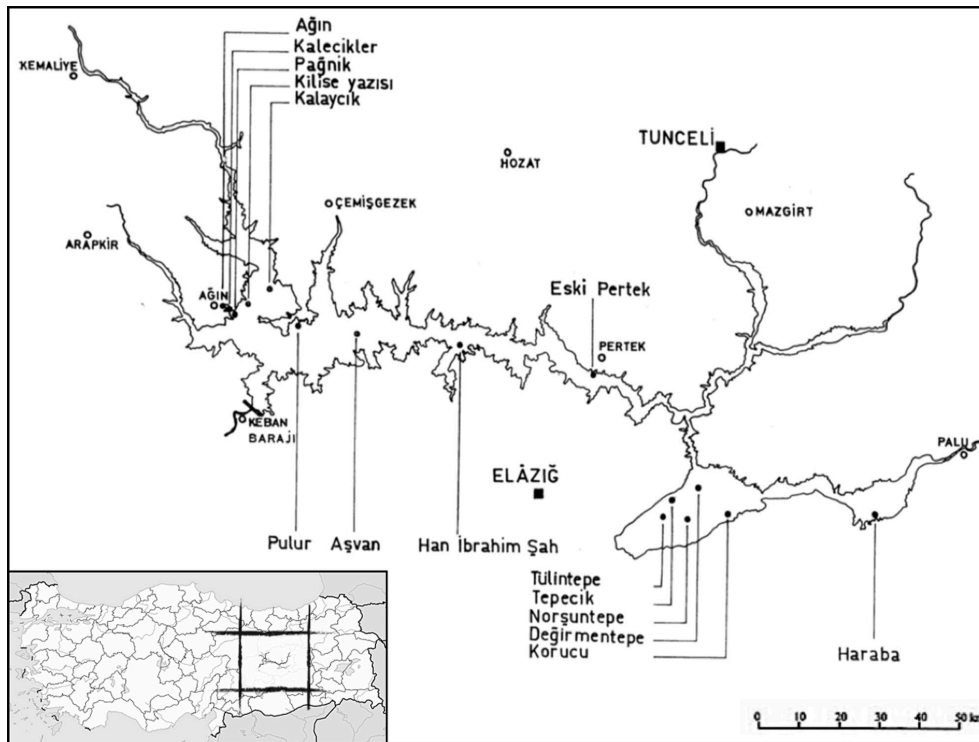 Ağın
Kalecikler
Pağnik
Kilise yazısı
Kalaycık
KEMALİYE
TUNCELİ
HOZAT
ÇEMİŞGEZEK
MAZGİRT
ARAPKİR
AĞIN
Eski Pertek
PERTEK
KEBAN
BARAJI
PALU
ELÂZIĞ
Pulur
Aşvan
Han İbrahim Şah
Tülintepe
Tepecik
Norşuntepe
Değirmentepe
Korucu
Haraba
0 10 20 30 40 50 km